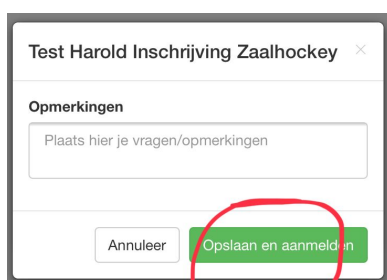 Test Harold Inschrijving Zaalhockey ×
Opmerkingen
Plaats hier je vragen/opmerkingen
Annuleer Opslaan en aanmelden